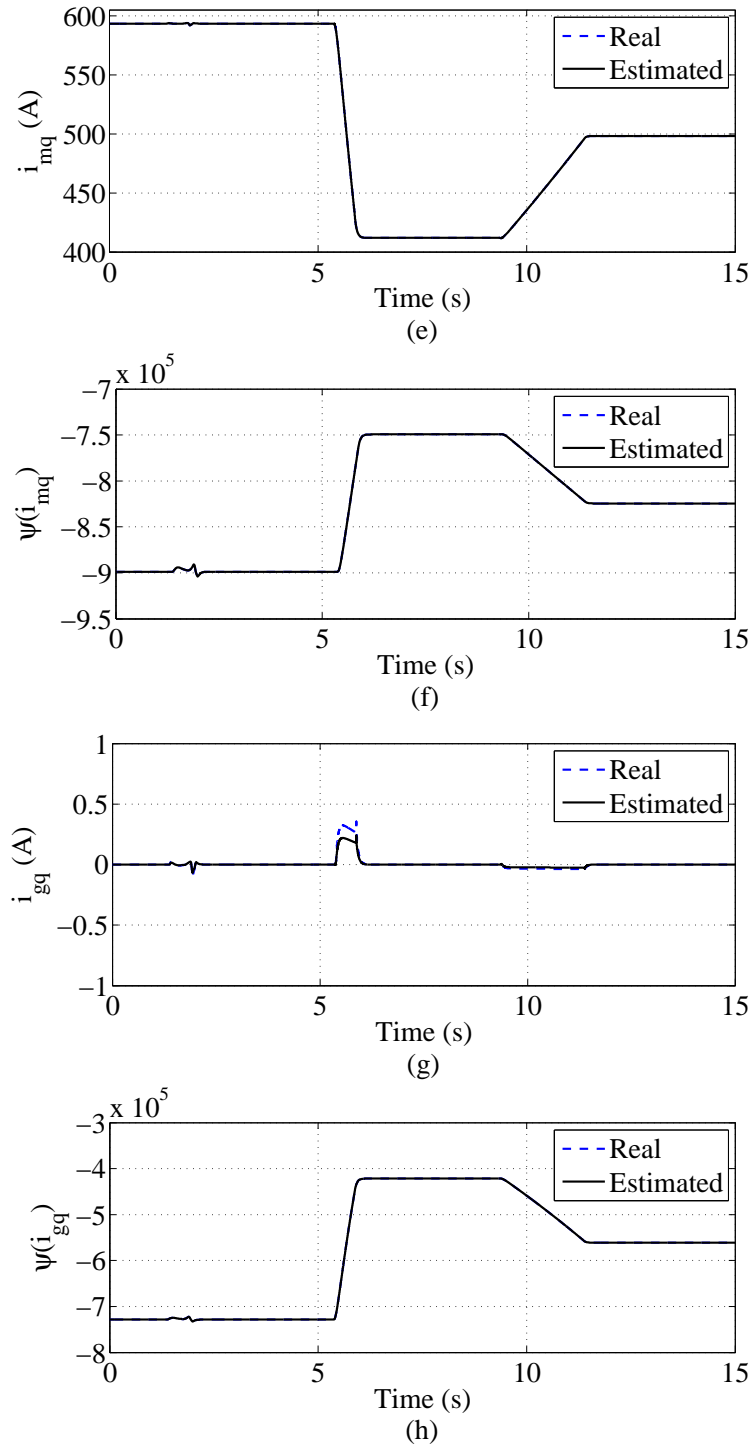 600
550
500
450
400
i_mq (A)
Real
Estimated
0 5 10 15
Time (s)
(e)
x 10^5
−7
−7.5
−8
−8.5
−9
−9.5
ψ(i_mq)
Real
Estimated
0 5 10 15
Time (s)
(f)
1
0.5
0
−0.5
−1
i_gq (A)
Real
Estimated
0 5 10 15
Time (s)
(g)
x 10^5
−3
−4
−5
−6
−7
−8
ψ(i_gq)
Real
Estimated
0 5 10 15
Time (s)
(h)